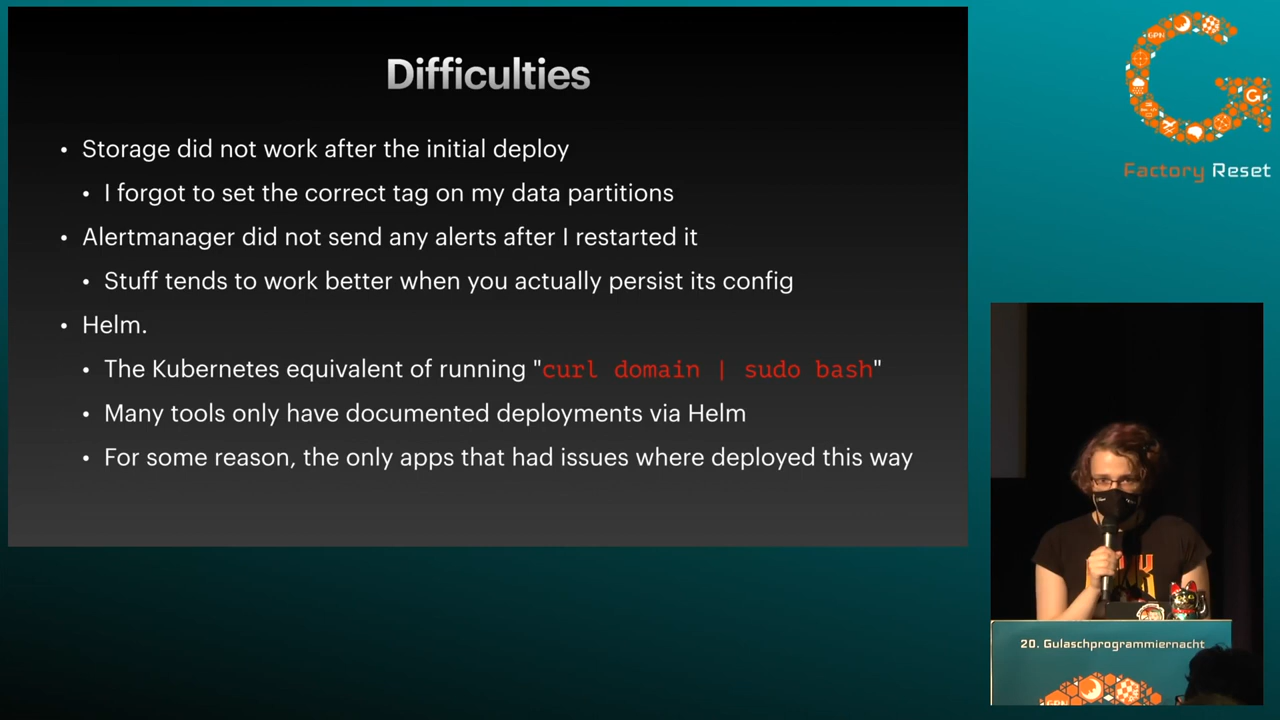 Difficulties
• Storage did not work after the initial deploy
• I forgot to set the correct tag on my data partitions
• Alertmanager did not send any alerts after I restarted it
• Stuff tends to work better when you actually persist its config
• Helm.
• The Kubernetes equivalent of running "curl domain | sudo bash"
• Many tools only have documented deployments via Helm
• For some reason, the only apps that had issues where deployed this way
GPN
Factory Reset
20. Gulaschprogrammiernacht
GPN